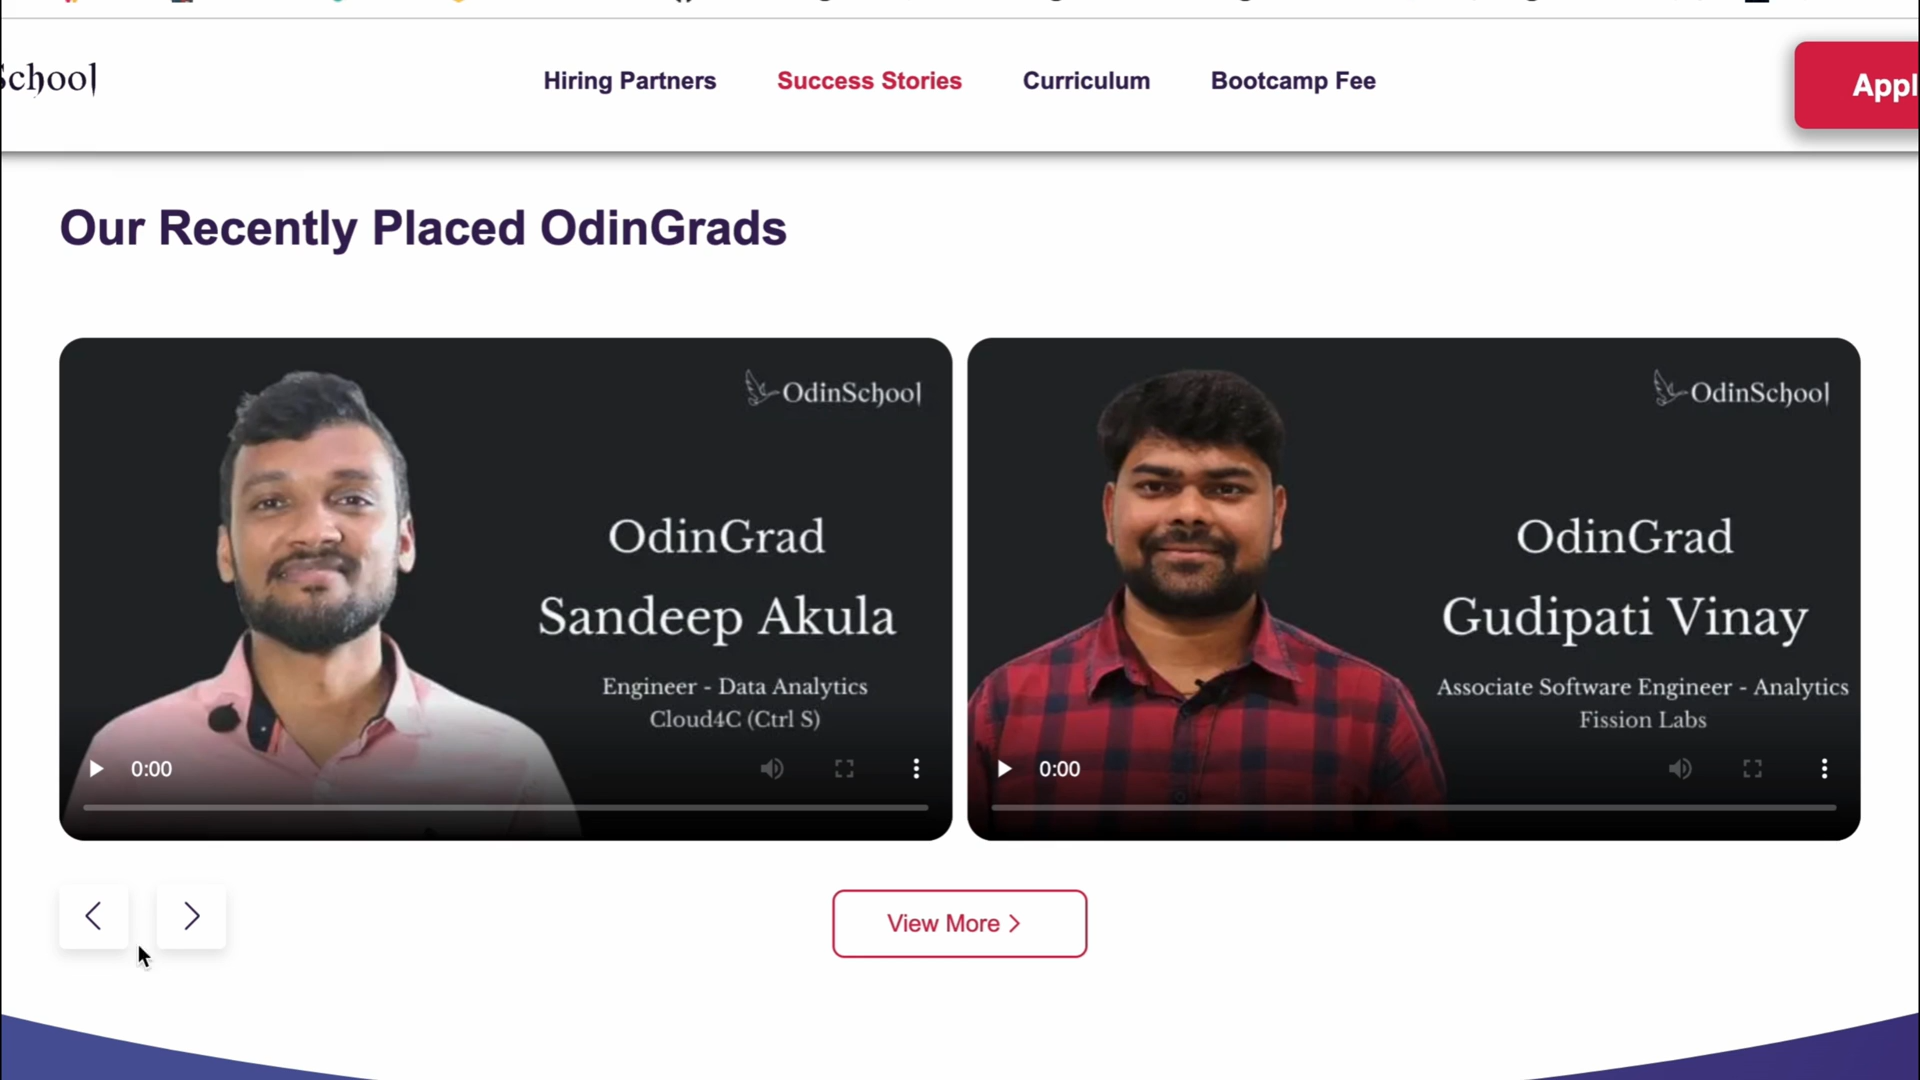 School
Hiring Partners
Success Stories
Curriculum
Bootcamp Fee
Appl
Our Recently Placed OdinGrads
OdinSchool
OdinGrad
Sandeep Akula
Engineer - Data Analytics
Cloud4C (Ctrl S)
0:00
OdinSchool
OdinGrad
Gudipati Vinay
Associate Software Engineer - Analytics
Fission Labs
0:00
View More